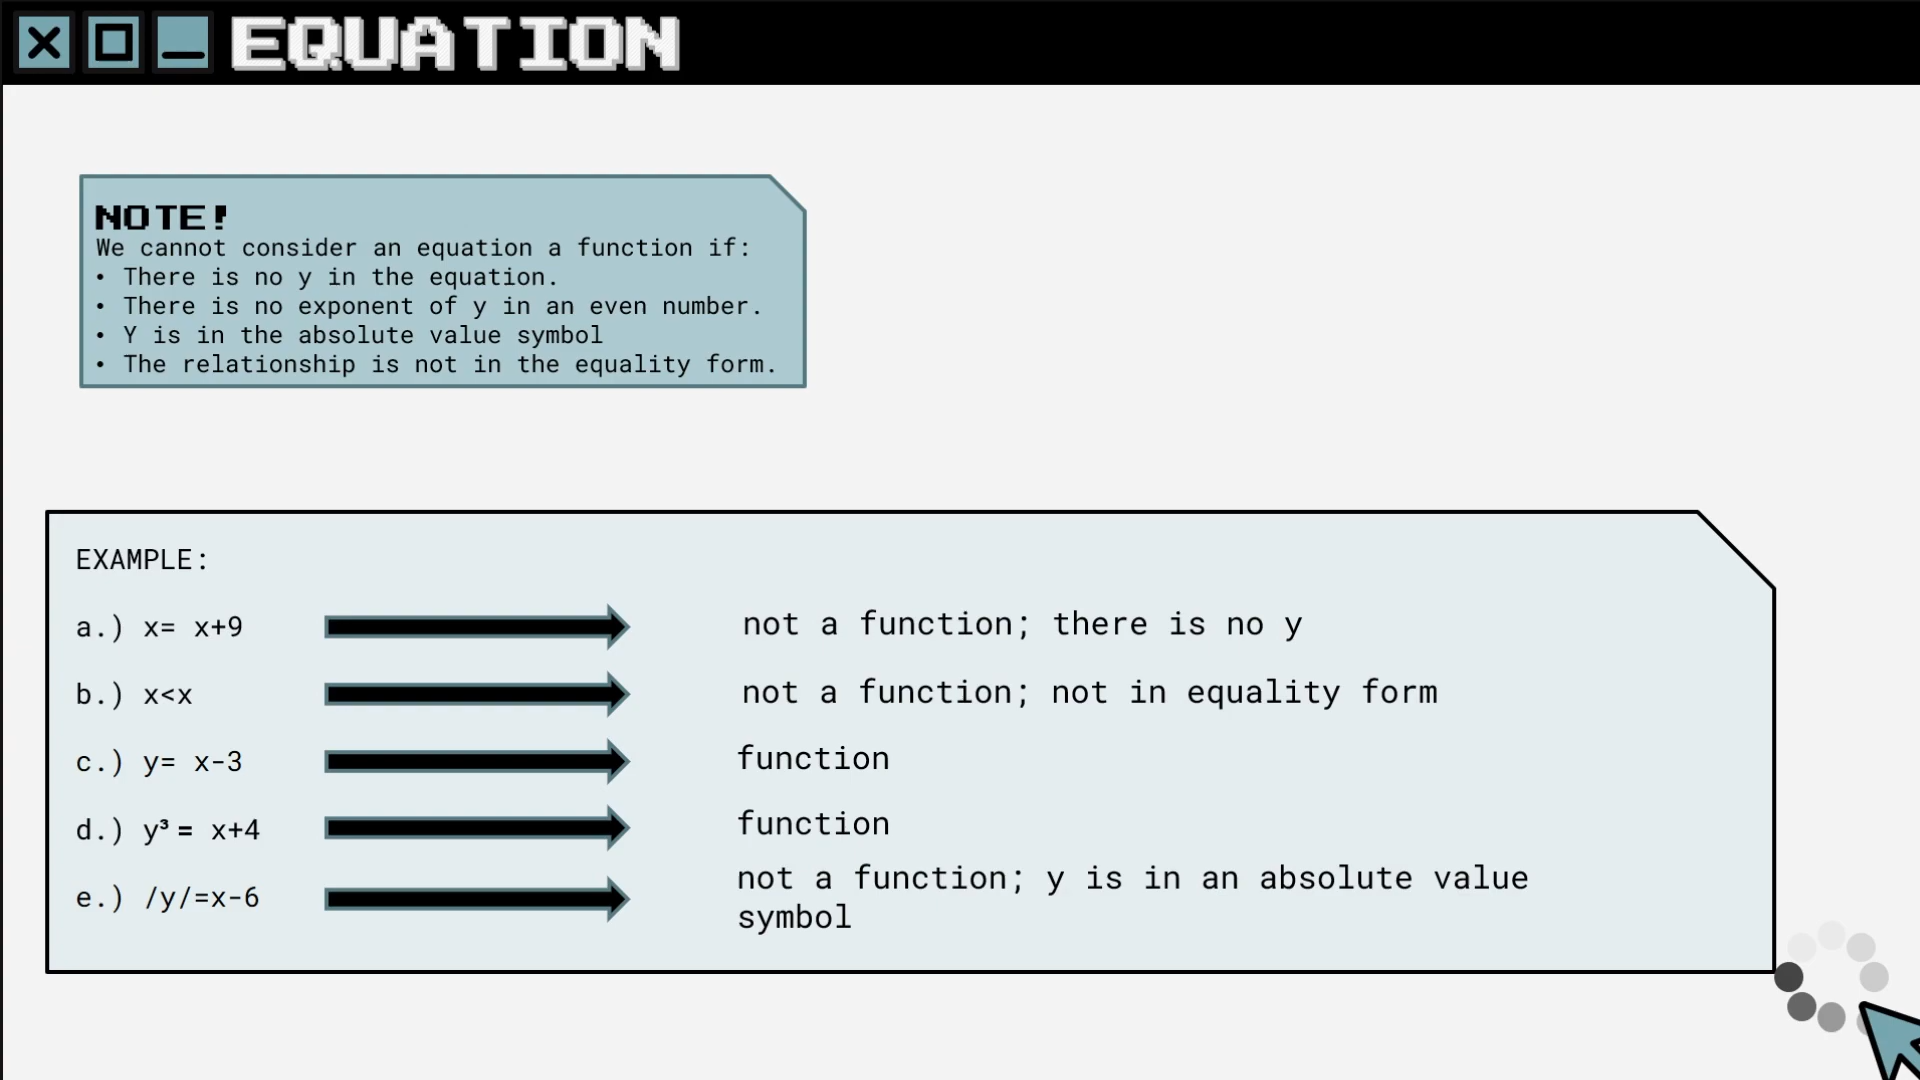 EQUATION
NOTE!
We cannot consider an equation a function if:
• There is no y in the equation.
• There is no exponent of y in an even number.
• Y is in the absolute value symbol
• The relationship is not in the equality form.
EXAMPLE:
a.) x= x+9 not a function; there is no y
b.) x<x not a function; not in equality form
c.) y= x-3 function
d.) y³= x+4 function
e.) /y/=x-6 not a function; y is in an absolute value
symbol